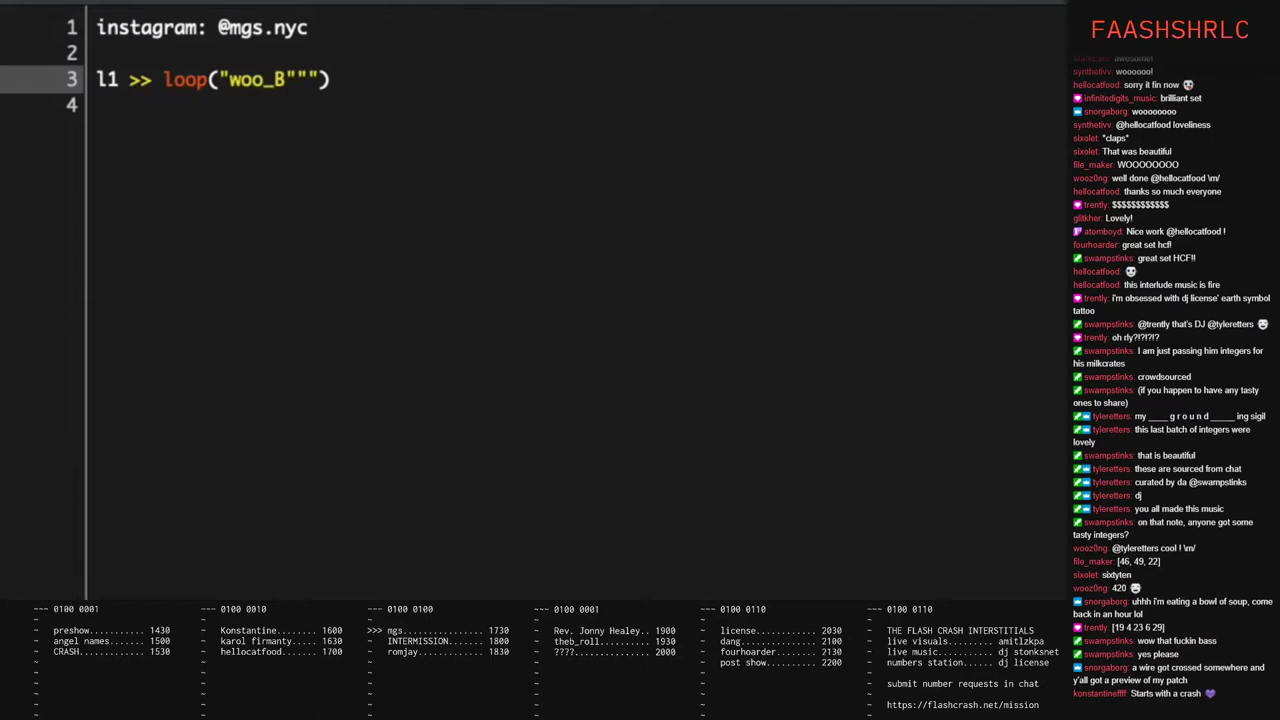 1 instagram: @mgs.nyc
2
3 l1 >> loop("woo_B""")
4
FAASHSHRLC
awesome!
synthetivv: woooooo!
hellocatfood: sorry it fin now
infinitedigits_music: brilliant set
snorgaborg: woooooooo
synthetivv: @hellocatfood loveliness
sixolet: *claps*
sixolet: That was beautiful
file_maker: WOOOOOOOO
wooz0ng: well done @hellocatfood \m/
hellocatfood: thanks so much everyone
trently: $$$$$$$$$$$$
glitkher: Lovely!
atomboyd: Nice work @hellocatfood !
fourhoarder: great set hcf!
swampstinks: great set HCF!!
hellocatfood:
hellocatfood: this interlude music is fire
trently: i'm obsessed with dj license' earth symbol
tattoo
swampstinks: @trently that's DJ @tyleretters
trently: oh rly?!?!?!?
swampstinks: I am just passing him integers for
his milkcrates
swampstinks: crowdsourced
swampstinks: (if you happen to have any tasty
ones to share)
tyleretters: my ____ g r o u n d _____ ing sigil
tyleretters: this last batch of integers were
lovely
swampstinks: that is beautiful
tyleretters: these are sourced from chat
tyleretters: curated by da @swampstinks
tyleretters: dj
tyleretters: you all made this music
swampstinks: on that note, anyone got some
tasty integers?
wooz0ng: @tyleretters cool ! \m/
file_maker: [46, 49, 22]
sixolet: sixtyten
wooz0ng: 420
snorgaborg: uhhh i'm eating a bowl of soup, come
back in an hour lol
trently: [19 4 23 6 29]
swampstinks: wow that fuckin bass
swampstinks: yes please
snorgaborg: a wire got crossed somewhere and
y'all got a preview of my patch
konstantineffff: Starts with a crash
~~~ 0100 0001
~
~ preshow........... 1430
~ angel names....... 1500
~ CRASH............. 1530
~
~
~
~
~
~~~ 0100 0010
~
~ Konstantine....... 1600
~ karol firmanty.... 1630
~ hellocatfood...... 1700
~
~
~
~
~
~~~ 0100 0100
~
>>> mgs............... 1730
~ INTERMISSION...... 1800
~ romjay............ 1830
~
~
~
~
~
~~~ 0100 0001
~
~ Rev. Jonny Healey.. 1900
~ theb_roll......... 1930
~ ????.............. 2000
~
~
~
~
~
~~~ 0100 0110
~
~ license........... 2030
~ dang.............. 2100
~ fourhoarder....... 2130
~ post show......... 2200
~
~
~
~
~~~ 0100 0110
~
~ THE FLASH CRASH INTERSTITIALS
~ live visuals...... amitlzkpa
~ live music..... dj stonksnet
~ numbers station...... dj license
~
~ submit number requests in chat
~
~ https://flashcrash.net/mission